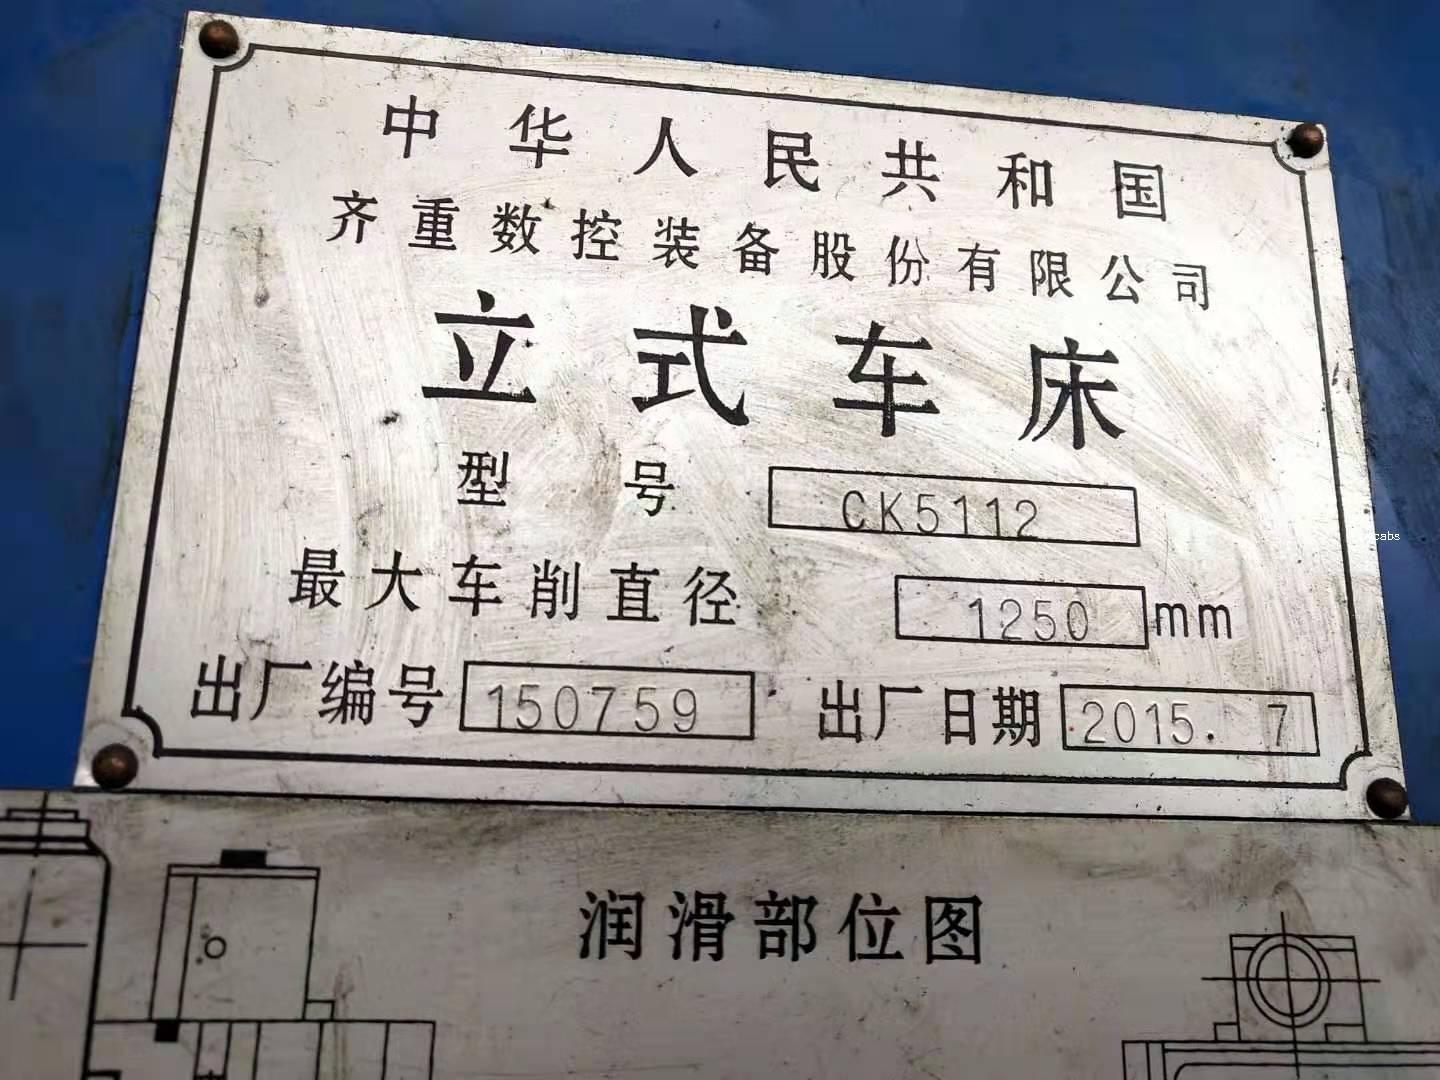 中华人民共和国
齐重数控装备股份有限公司
立式车床
型号 CK5112
最大车削直径 1250 mm
出厂编号 150759 出厂日期 2015. 7
润滑部位图